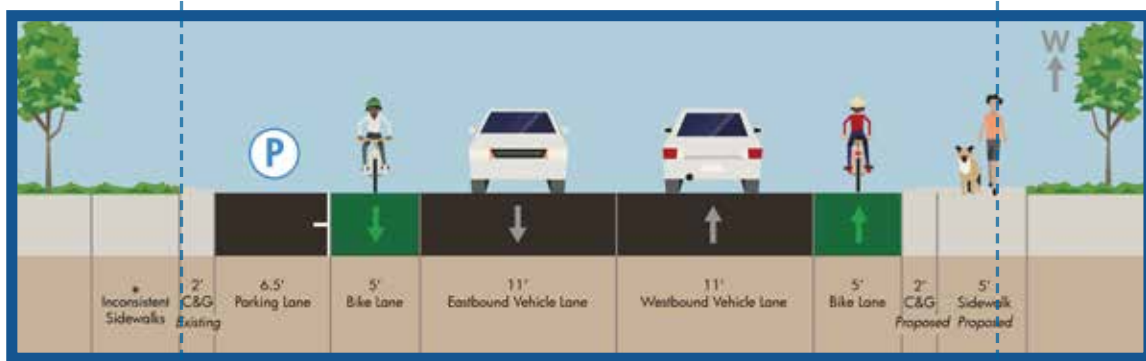 W
P
*
Inconsistent
Sidewalks
2'
C&G
Existing
6.5'
Parking Lane
5'
Bike Lane
11'
Eastbound Vehicle Lane
11'
Westbound Vehicle Lane
5'
Bike Lane
2'
C&G
Proposed
5'
Sidewalk
Proposed